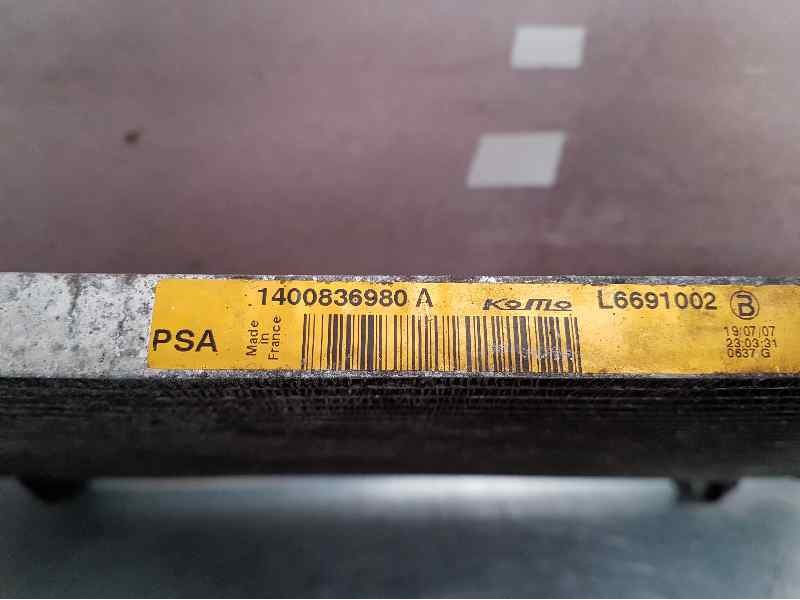 1400836980 A KoMo L6691002 B
PSA
Made
in
France
19/07/07
23:03:31
0637 G